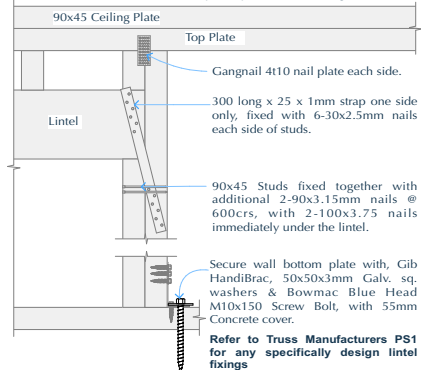 90x45 Ceiling Plate
Top Plate
Gangnail 4t10 nail plate each side.
300 long x 25 x 1mm strap one side
only, fixed with 6-30x2.5mm nails
each side of studs.
Lintel
90x45 Studs fixed together with
additional 2-90x3.15mm nails @
600crs, with 2-100x3.75 nails
immediately under the lintel.
Secure wall bottom plate with, Gib
HandiBrac, 50x50x3mm Galv. sq.
washers & Bowmac Blue Head
M10x150 Screw Bolt, with 55mm
Concrete cover.
Refer to Truss Manufacturers PS1
for any specifically design lintel
fixings